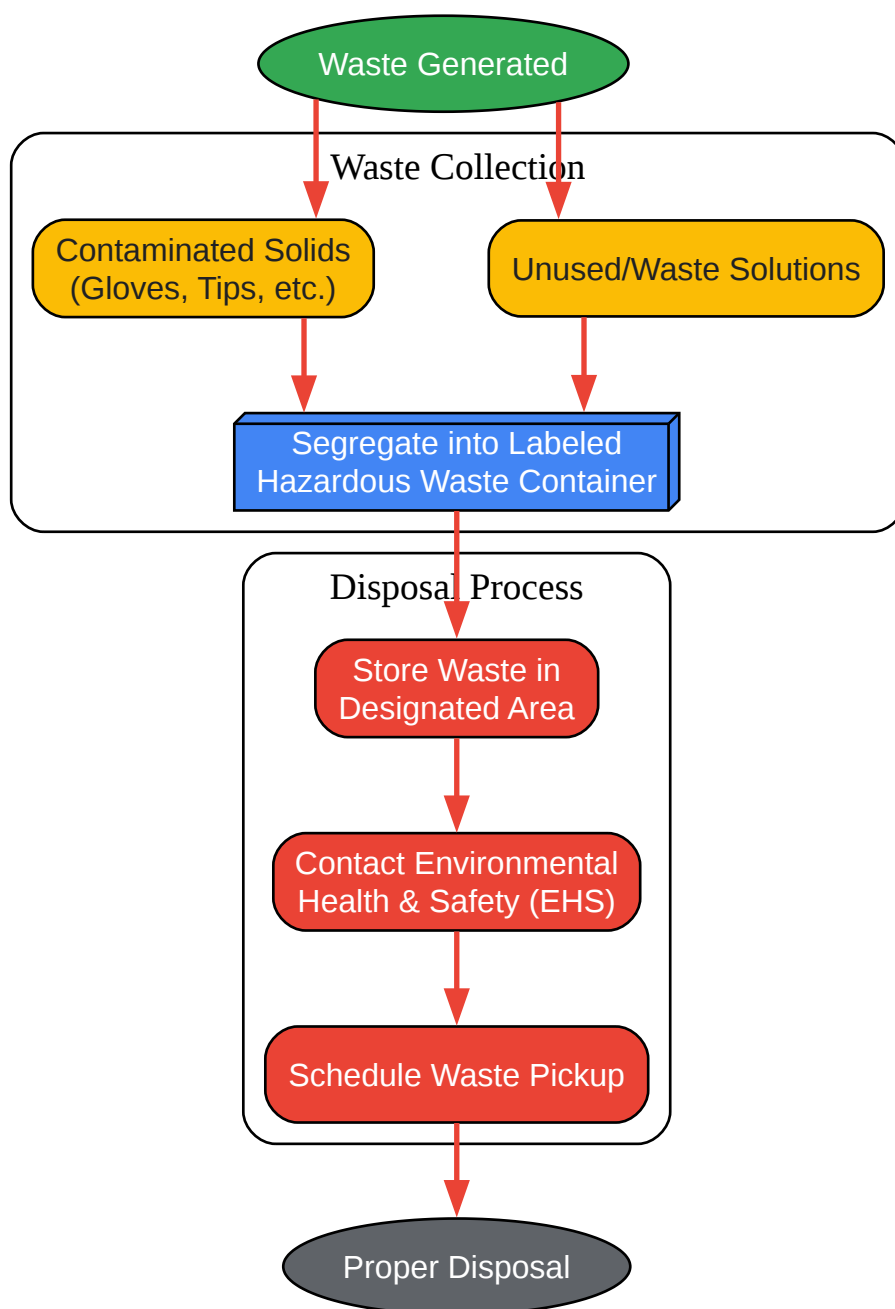 Waste Generated
Waste Collection
Contaminated Solids
(Gloves, Tips, etc.)
Unused/Waste Solutions
Segregate into Labeled
Hazardous Waste Container
Disposal Process
Store Waste in
Designated Area
Contact Environmental
Health & Safety (EHS)
Schedule Waste Pickup
Proper Disposal